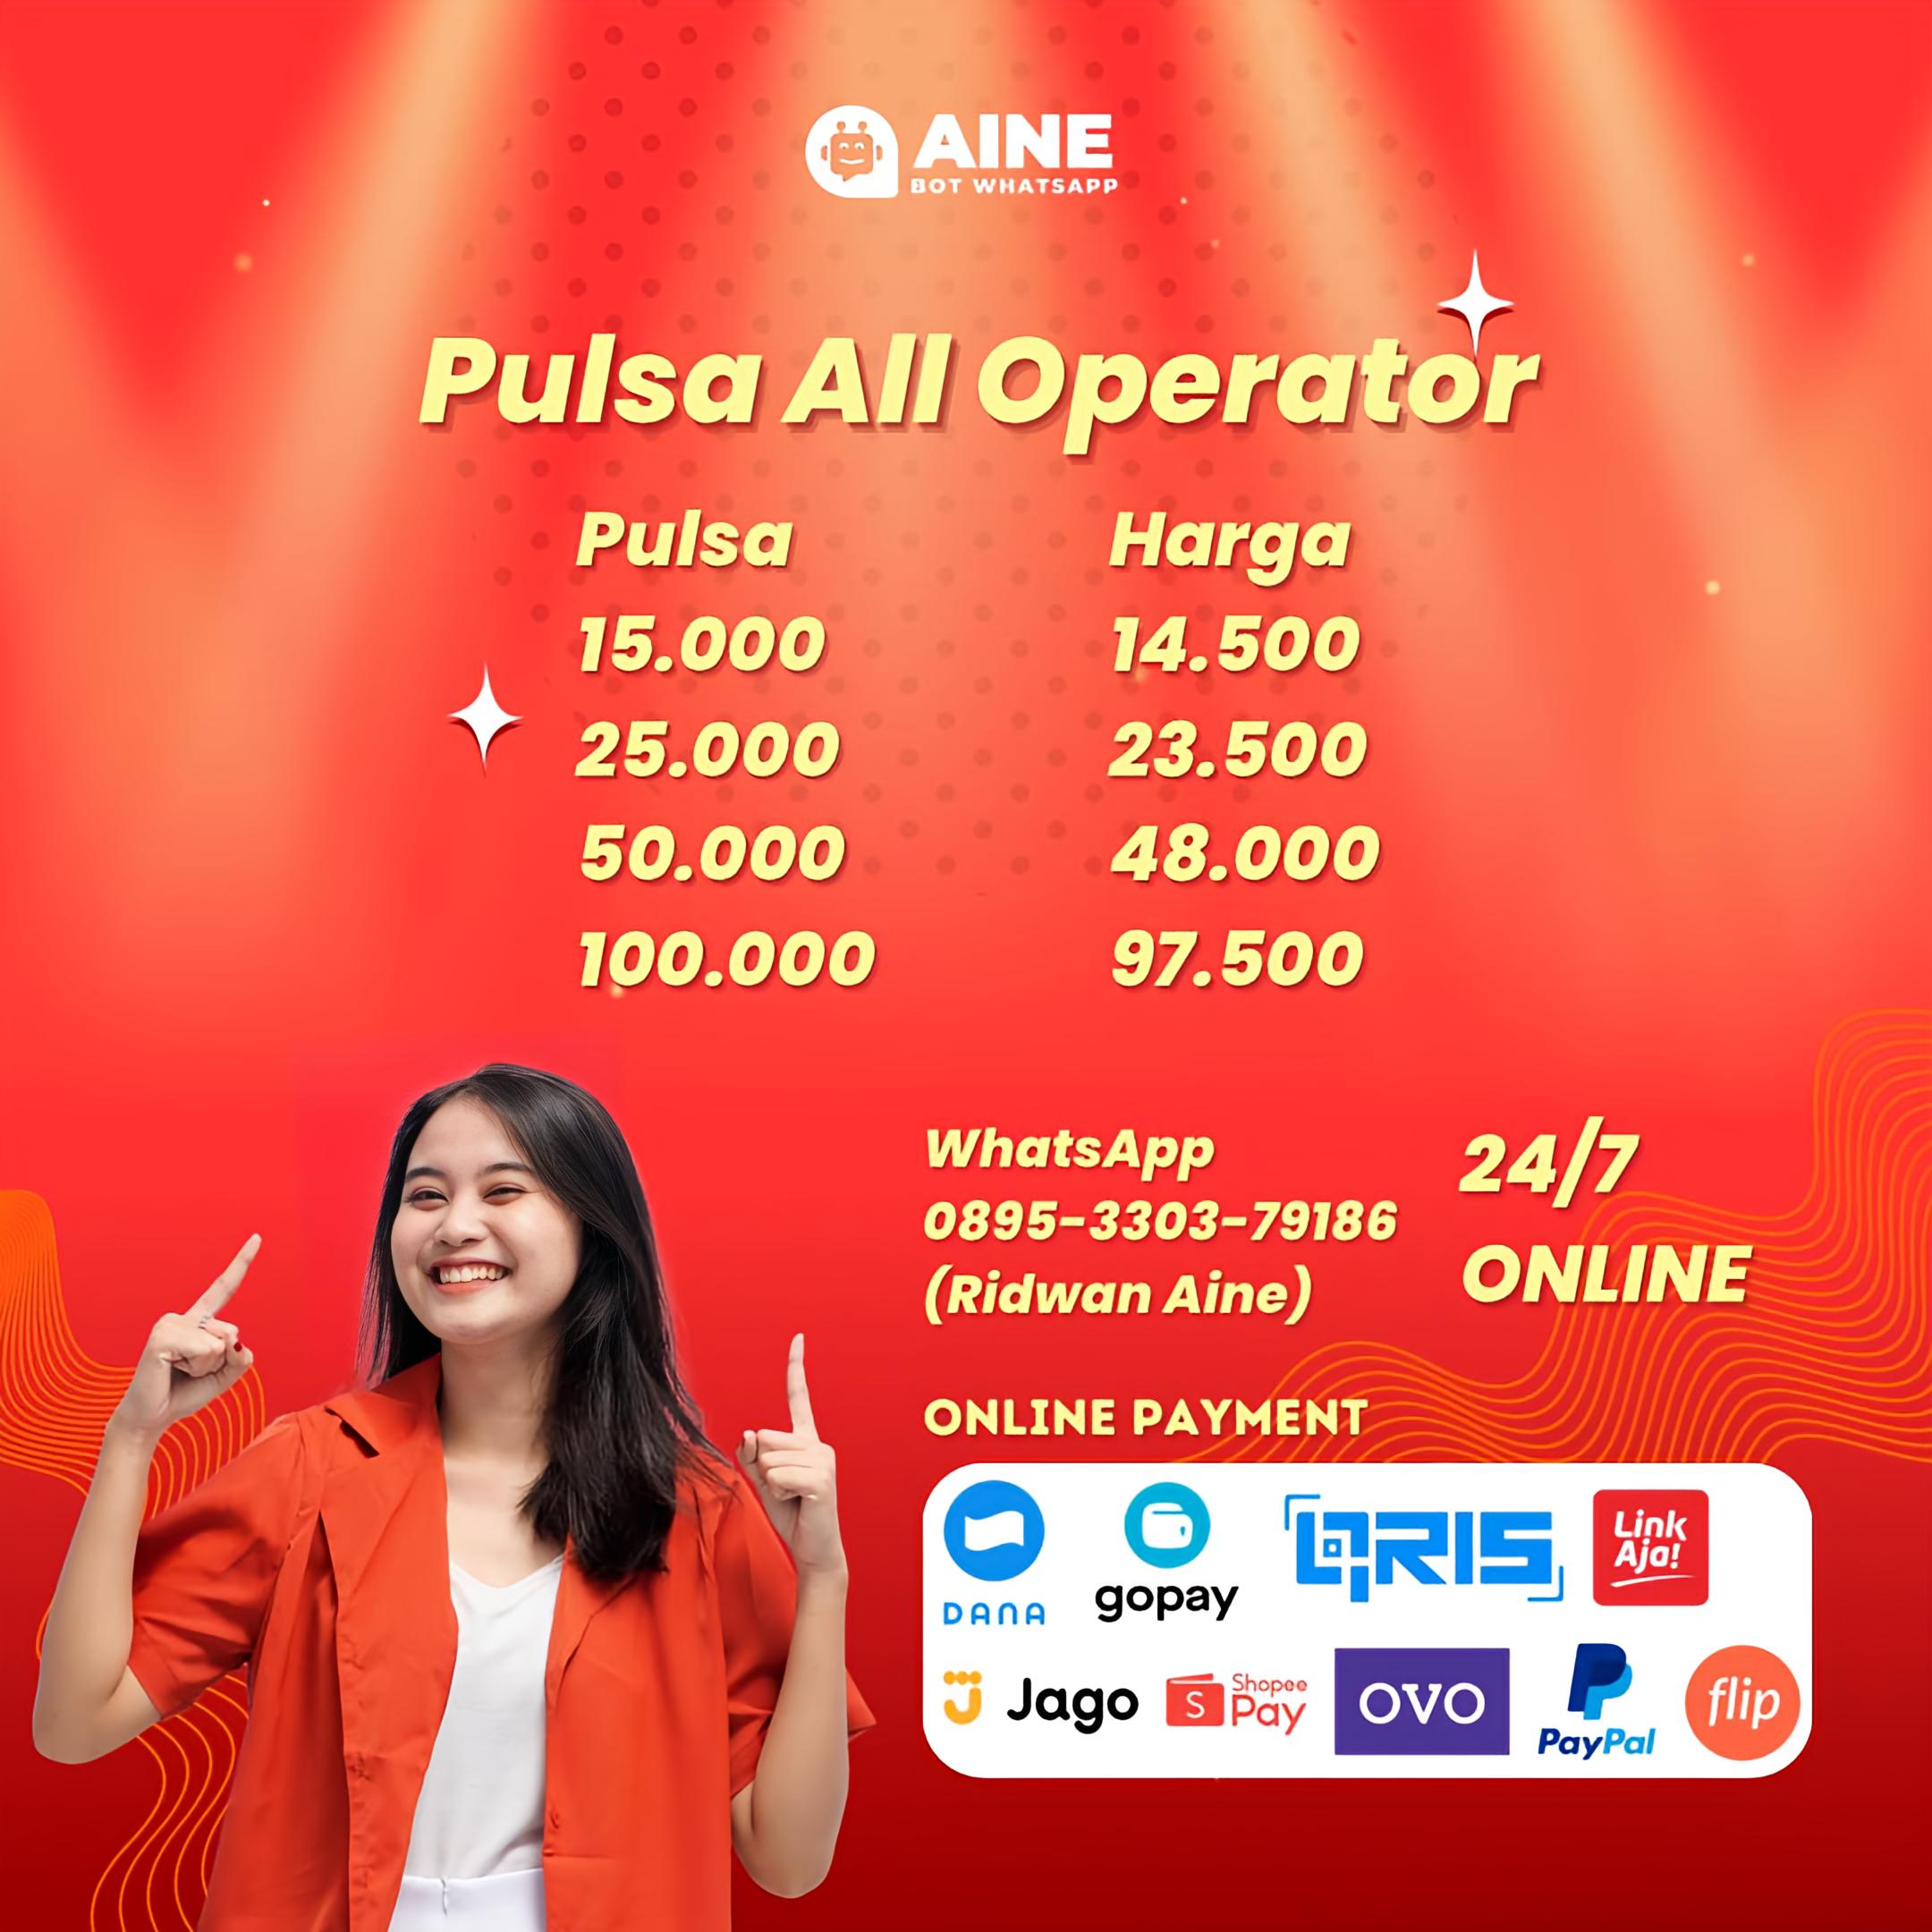 AINE
BOT WHATSAPP
Pulsa All Operator
Pulsa Harga
15.000 14.500
25.000 23.500
50.000 48.000
100.000 97.500
WhatsApp
0895-3303-79186
(Ridwan Aine)
24/7
ONLINE
ONLINE PAYMENT
DANA
gopay
QRIS
Link
Aja!
Jago
S
Shopee
Pay
OVO
PayPal
flip